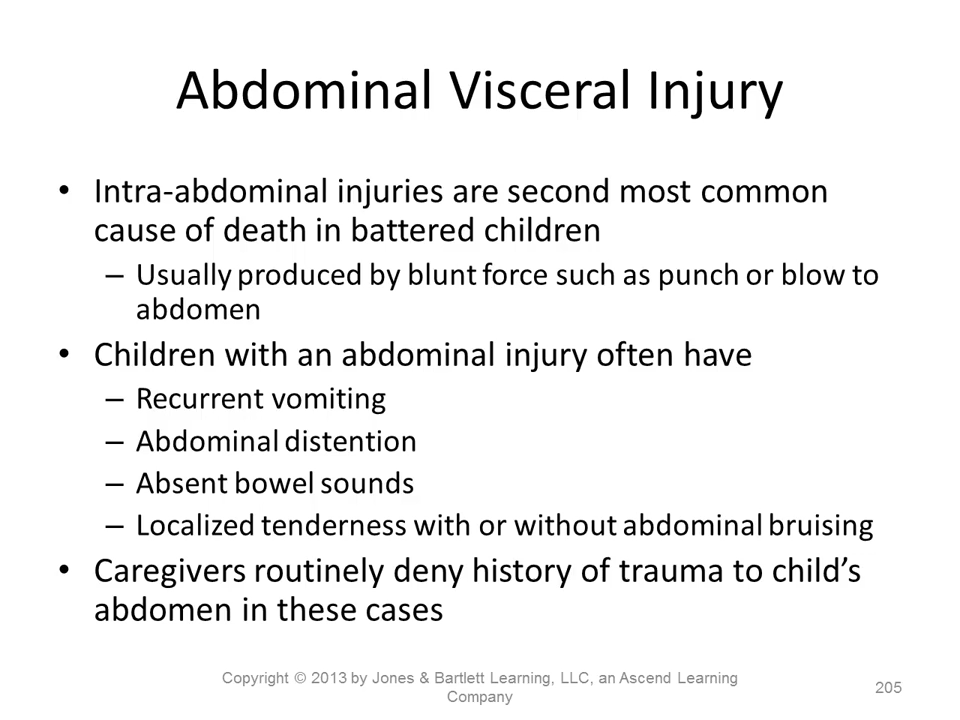 Abdominal Visceral Injury
• Intra-abdominal injuries are second most common
cause of death in battered children
– Usually produced by blunt force such as punch or blow to
abdomen
• Children with an abdominal injury often have
– Recurrent vomiting
– Abdominal distention
– Absent bowel sounds
– Localized tenderness with or without abdominal bruising
• Caregivers routinely deny history of trauma to child’s
abdomen in these cases
Copyright © 2013 by Jones & Bartlett Learning, LLC, an Ascend Learning
Company
205